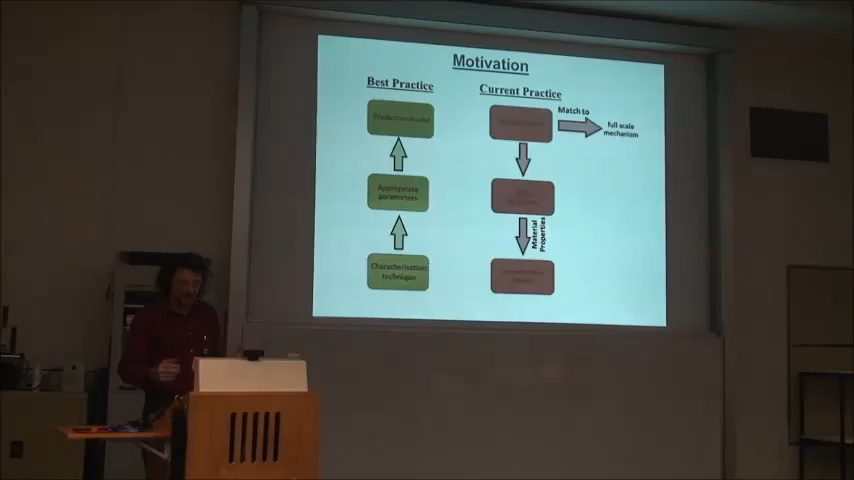 Motivation
Best Practice
Current Practice
Predictive model
Match to
full scale
mechanism
Appropriate
parameters
Material
Properties
Characterisation
technique